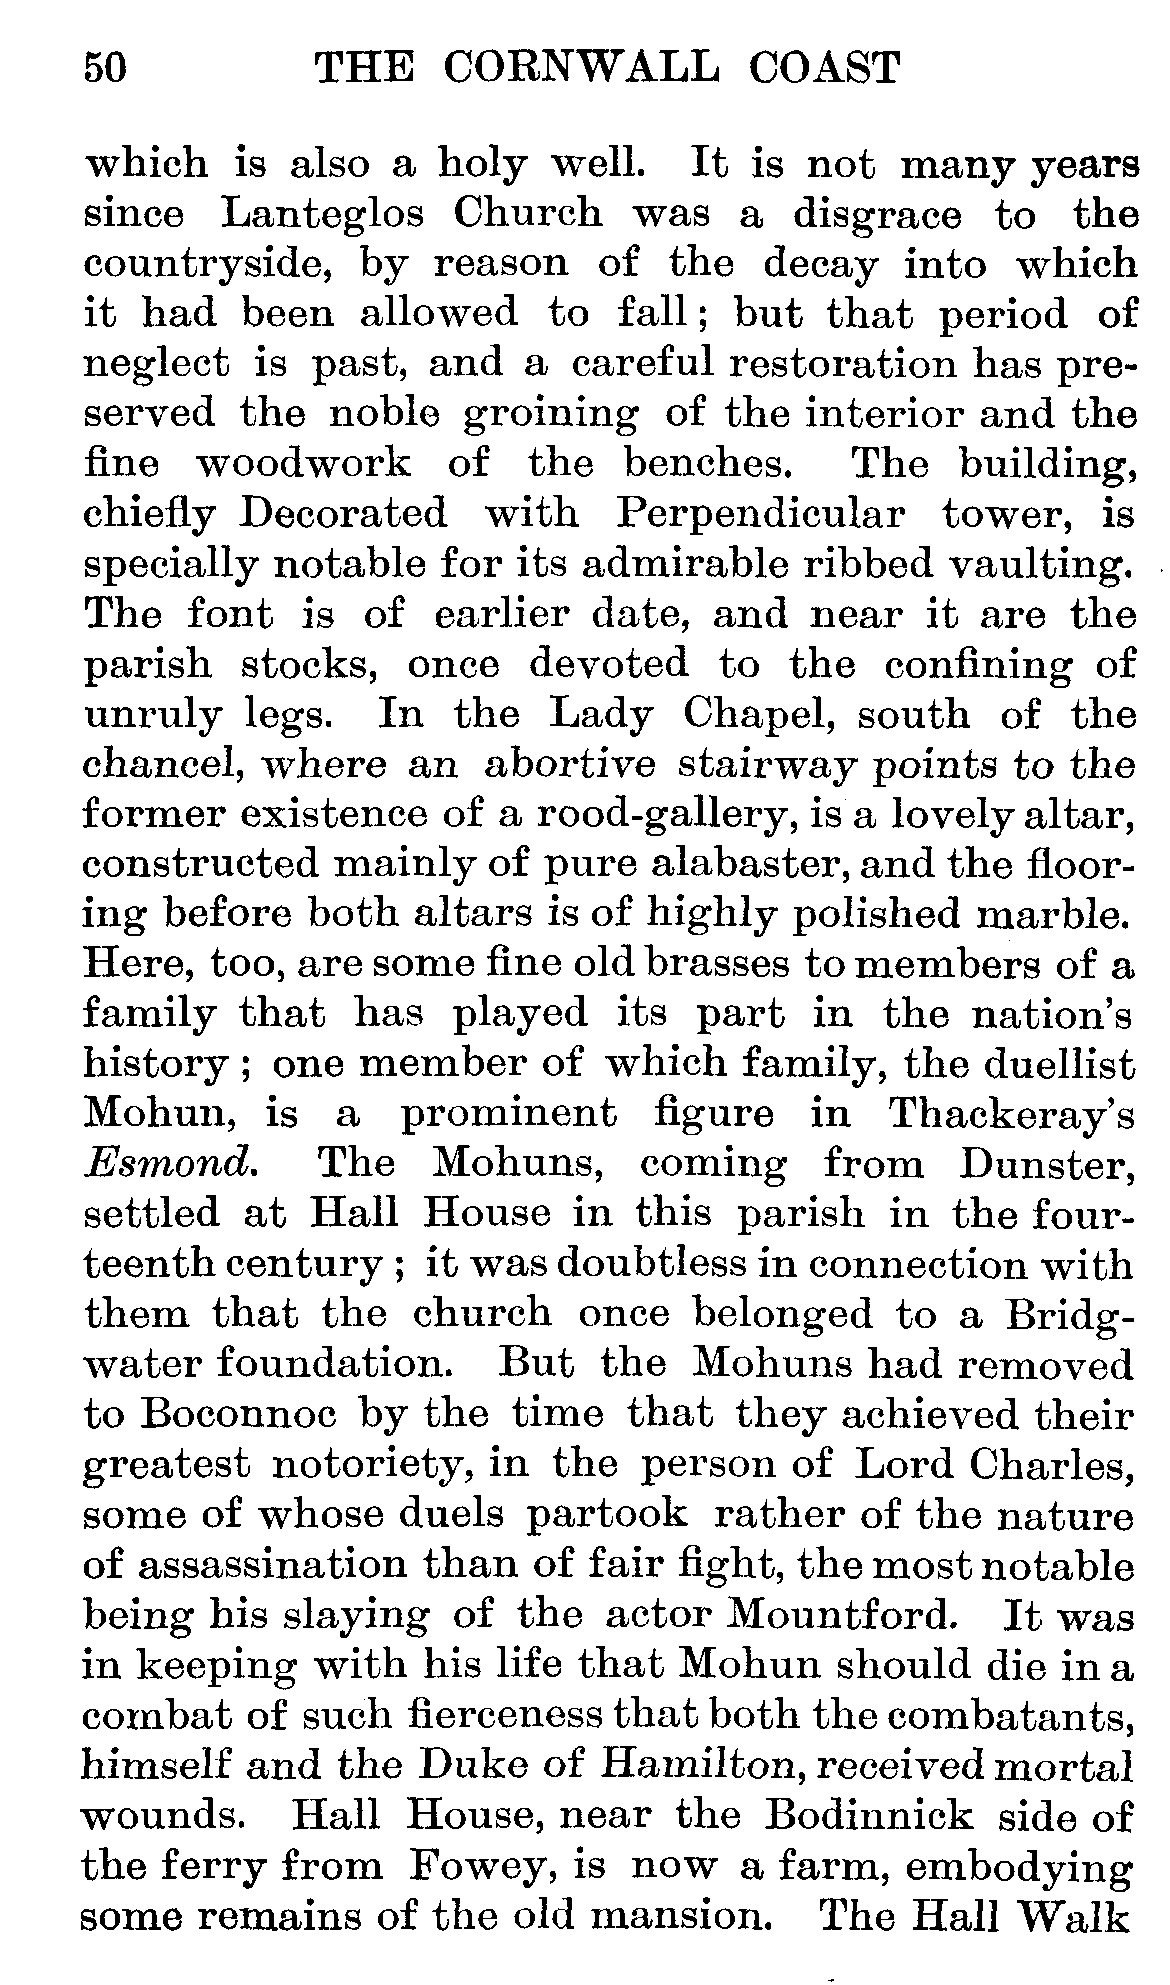 50 THE CORNWALL COAST
which is also a holy well. It is not many years
since Lanteglos Church was a disgrace to the
countryside, by reason of the decay into which
it had been allowed to fall ; but that period of
neglect is past, and a careful restoration has pre-
served the noble groining of the interior and the
fine woodwork of the benches. The building,
chiefly Decorated with Perpendicular tower, is
specially notable for its admirable ribbed vaulting.
The font is of earlier date, and near it are the
parish stocks, once devoted to the confining of
unruly legs. In the Lady Chapel, south of the
chancel, where an abortive stairway points to the
former existence of a rood-gallery, is a lovely altar,
constructed mainly of pure alabaster, and the floor-
ing before both altars is of highly polished marble.
Here, too, are some fine old brasses to members of a
family that has played its part in the nation's
history ; one member of which family, the duellist
Mohun, is a prominent figure in Thackeray's
Esmond. The Mohuns, coming from Dunster,
settled at Hall House in this parish in the four-
teenth century ; it was doubtless in connection with
them that the church once belonged to a Bridg-
water foundation. But the Mohuns had removed
to Boconnoc by the time that they achieved their
greatest notoriety, in the person of Lord Charles,
some of whose duels partook rather of the nature
of assassination than of fair fight, the most notable
being his slaying of the actor Mountford. It was
in keeping with his life that Mohun should die in a
combat of such fierceness that both the combatants,
himself and the Duke of Hamilton, received mortal
wounds. Hall House, near the Bodinnick side of
the ferry from Fowey, is now a farm, embodying
some remains of the old mansion. The Hall Walk